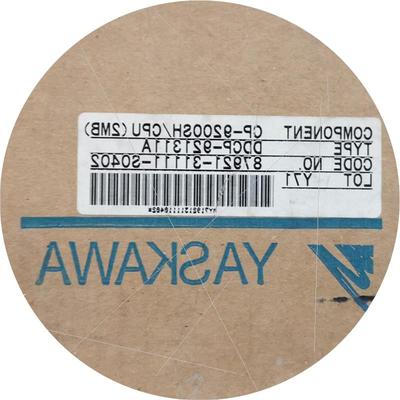 COMPONENT CP-9200SH/CPU (2MB)
TYPE DDCP-921311A
CODE NO. 87921-31111-S0402
LOT Y71
YASKAWA